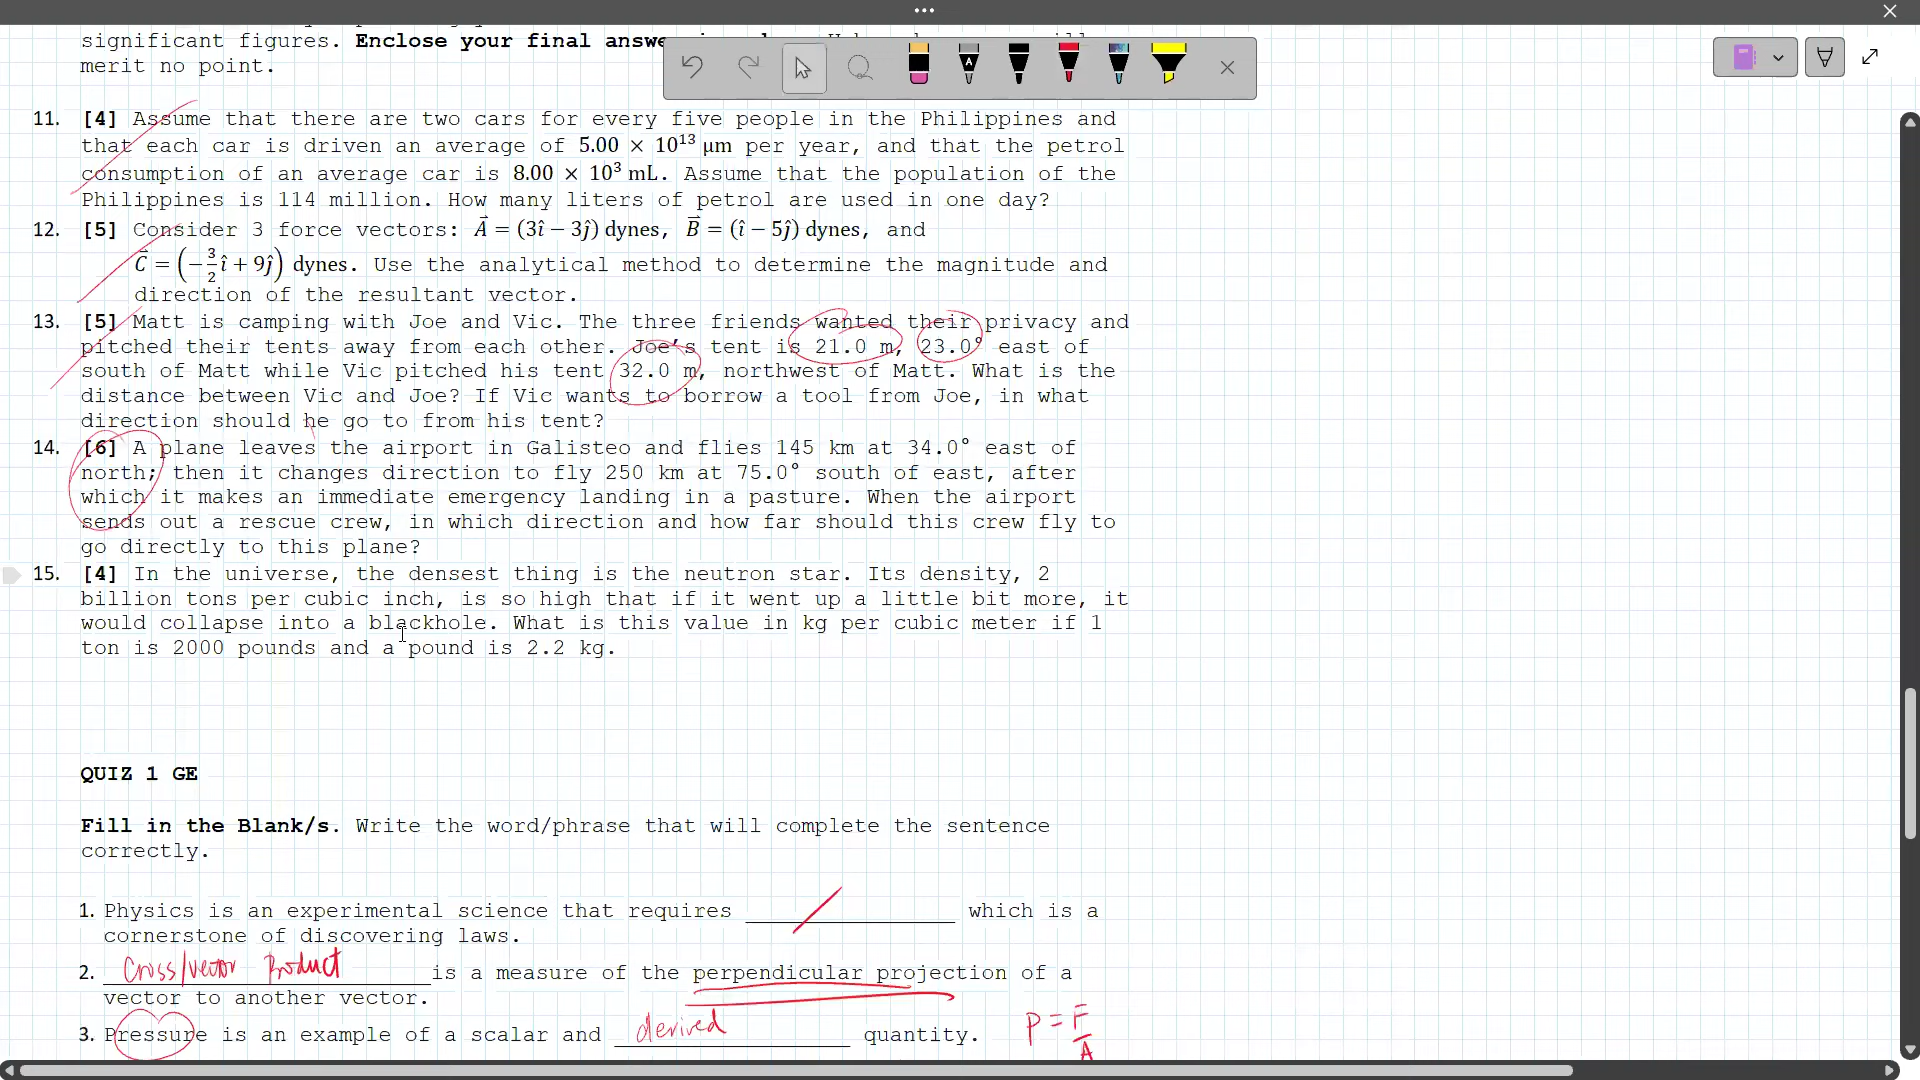 significant figures. Enclose your final answe
merit no point.
11. [4] Assume that there are two cars for every five people in the Philippines and
that each car is driven an average of 5.00 × 10¹³ μm per year, and that the petrol
consumption of an average car is 8.00 × 10³ mL. Assume that the population of the
Philippines is 114 million. How many liters of petrol are used in one day?
12. [5] Consider 3 force vectors: A⃗ = (3î − 3ĵ) dynes, B⃗ = (î − 5ĵ) dynes, and
C⃗ = (−3/2 î + 9ĵ) dynes. Use the analytical method to determine the magnitude and
direction of the resultant vector.
13. [5] Matt is camping with Joe and Vic. The three friends wanted their privacy and
pitched their tents away from each other. Joe's tent is 21.0 m, 23.0° east of
south of Matt while Vic pitched his tent 32.0 m, northwest of Matt. What is the
distance between Vic and Joe? If Vic wants to borrow a tool from Joe, in what
direction should he go to from his tent?
14. [6] A plane leaves the airport in Galisteo and flies 145 km at 34.0° east of
north; then it changes direction to fly 250 km at 75.0° south of east, after
which it makes an immediate emergency landing in a pasture. When the airport
sends out a rescue crew, in which direction and how far should this crew fly to
go directly to this plane?
15. [4] In the universe, the densest thing is the neutron star. Its density, 2
billion tons per cubic inch, is so high that if it went up a little bit more, it
would collapse into a blackhole. What is this value in kg per cubic meter if 1
ton is 2000 pounds and a pound is 2.2 kg.
QUIZ 1 GE
Fill in the Blank/s. Write the word/phrase that will complete the sentence
correctly.
1. Physics is an experimental science that requires ________ which is a
cornerstone of discovering laws.
2. Cross/vector Product is a measure of the perpendicular projection of a
vector to another vector.
3. Pressure is an example of a scalar and derived quantity. P = F/A